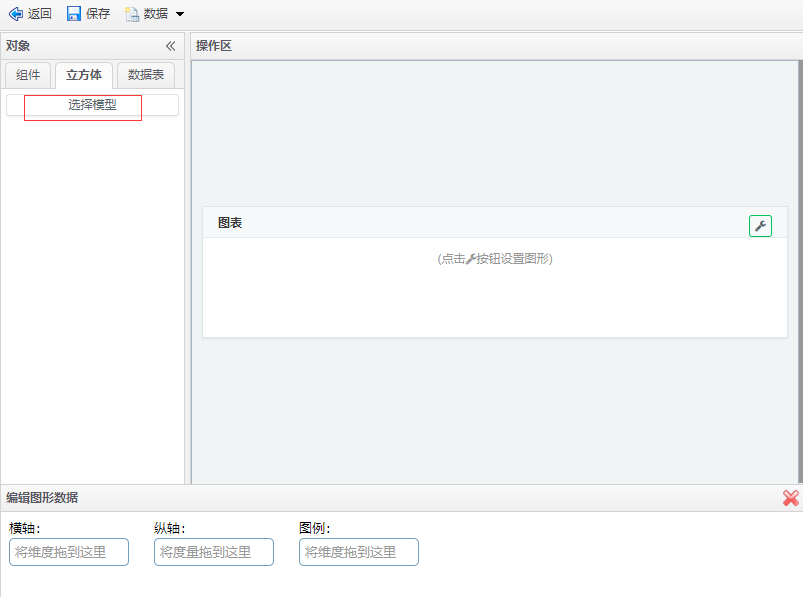 返回 保存 数据
对象
组件 立方体 数据表
选择模型
操作区
图表
(点击按钮设置图形)
编辑图形数据
横轴： 纵轴： 图例：
将维度拖到这里 将度量拖到这里 将维度拖到这里